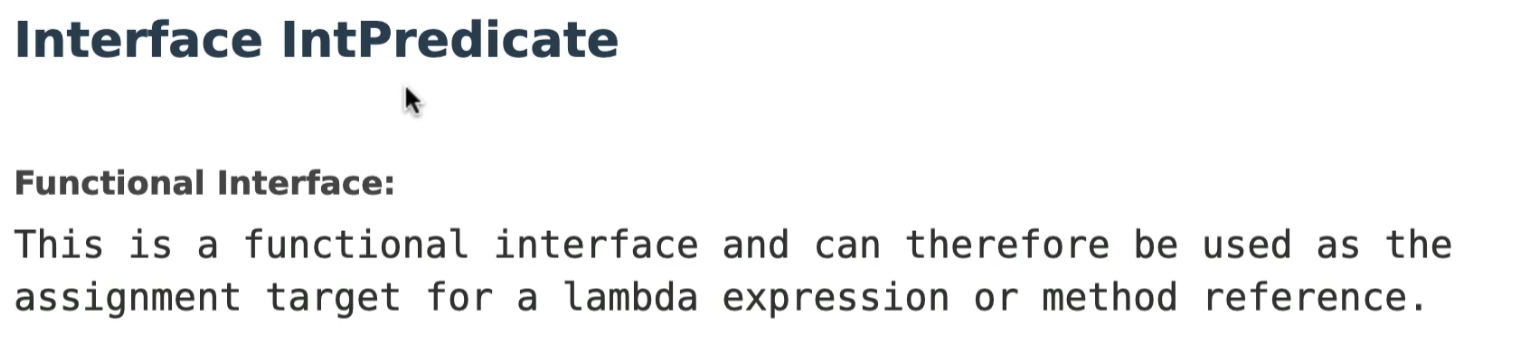 Interface IntPredicate
Functional Interface:
This is a functional interface and can therefore be used as the
assignment target for a lambda expression or method reference.